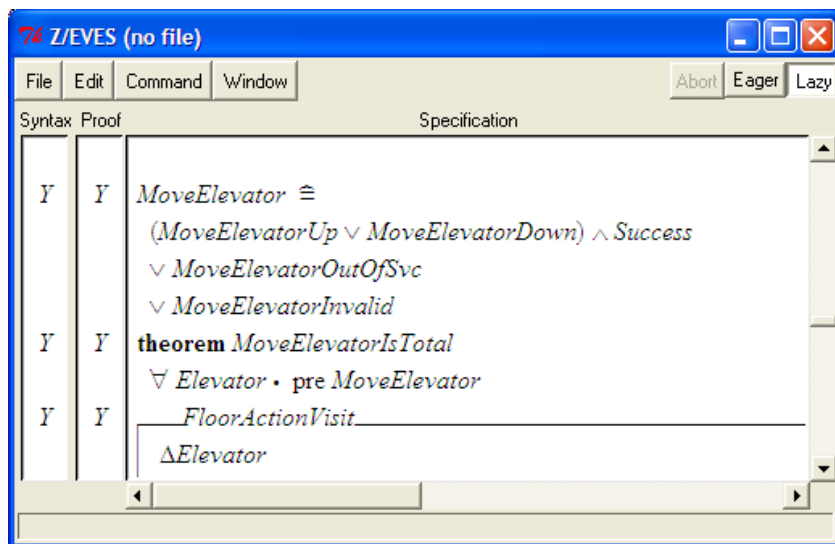 Z/EVES (no file)
File Edit Command Window Abort Eager Lazy
Syntax Proof Specification
Y Y MoveElevator ≙
(MoveElevatorUp ∨ MoveElevatorDown) ∧ Success
∨ MoveElevatorOutOfSvc
∨ MoveElevatorInvalid
Y Y theorem MoveElevatorIsTotal
∀ Elevator • pre MoveElevator
Y Y FloorActionVisit
ΔElevator